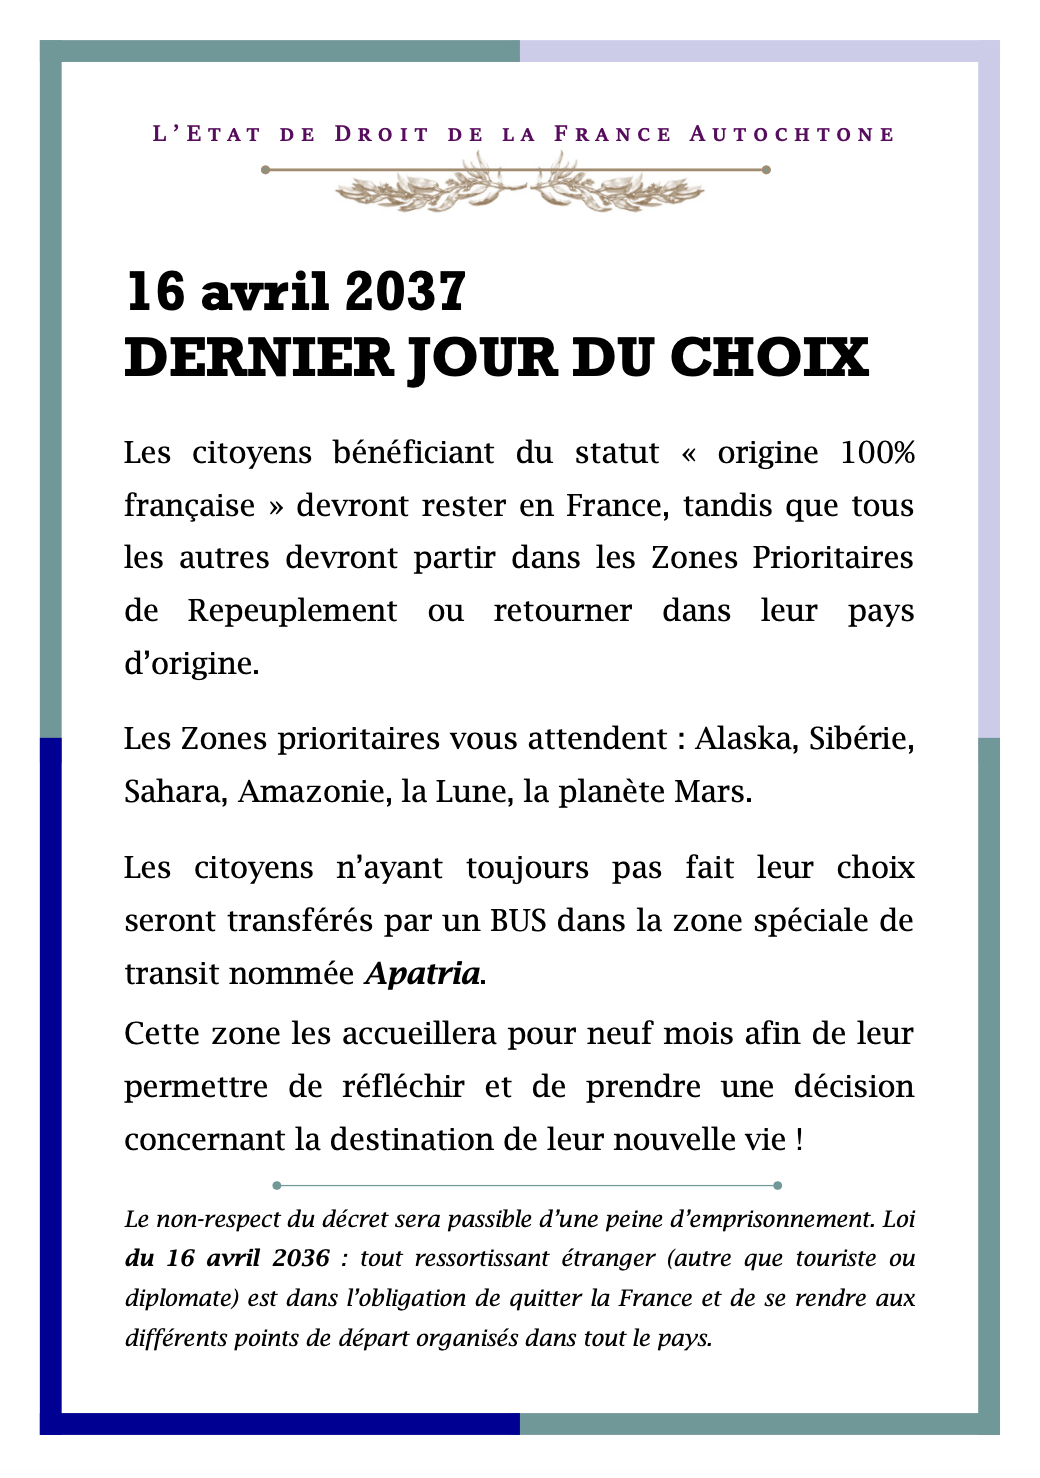 L’Etat de Droit de la France Autochtone
16 avril 2037
DERNIER JOUR DU CHOIX
Les citoyens bénéficiant du statut « origine 100%
française » devront rester en France, tandis que tous
les autres devront partir dans les Zones Prioritaires
de Repeuplement ou retourner dans leur pays
d’origine.
Les Zones prioritaires vous attendent : Alaska, Sibérie,
Sahara, Amazonie, la Lune, la planète Mars.
Les citoyens n’ayant toujours pas fait leur choix
seront transférés par un BUS dans la zone spéciale de
transit nommée Apatria.
Cette zone les accueillera pour neuf mois afin de leur
permettre de réfléchir et de prendre une décision
concernant la destination de leur nouvelle vie !
Le non-respect du décret sera passible d’une peine d’emprisonnement. Loi
du 16 avril 2036 : tout ressortissant étranger (autre que touriste ou
diplomate) est dans l’obligation de quitter la France et de se rendre aux
différents points de départ organisés dans tout le pays.